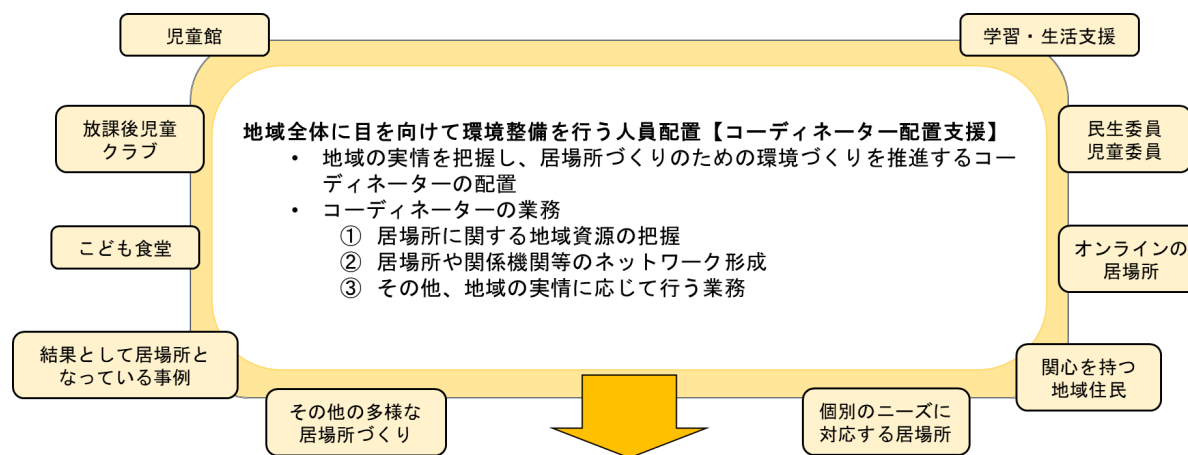 児童館
学習・生活支援
放課後児童
クラブ
民生委員
児童委員
地域全体に目を向けて環境整備を行う人員配置【コーディネーター配置支援】
• 地域の実情を把握し、居場所づくりのための環境づくりを推進するコー
ディネーターの配置
• コーディネーターの業務
① 居場所に関する地域資源の把握
② 居場所や関係機関等のネットワーク形成
③ その他、地域の実情に応じて行う業務
こども食堂
オンラインの
居場所
結果として居場所と
なっている事例
関心を持つ
地域住民
その他の多様な
居場所づくり
個別のニーズに
対応する居場所